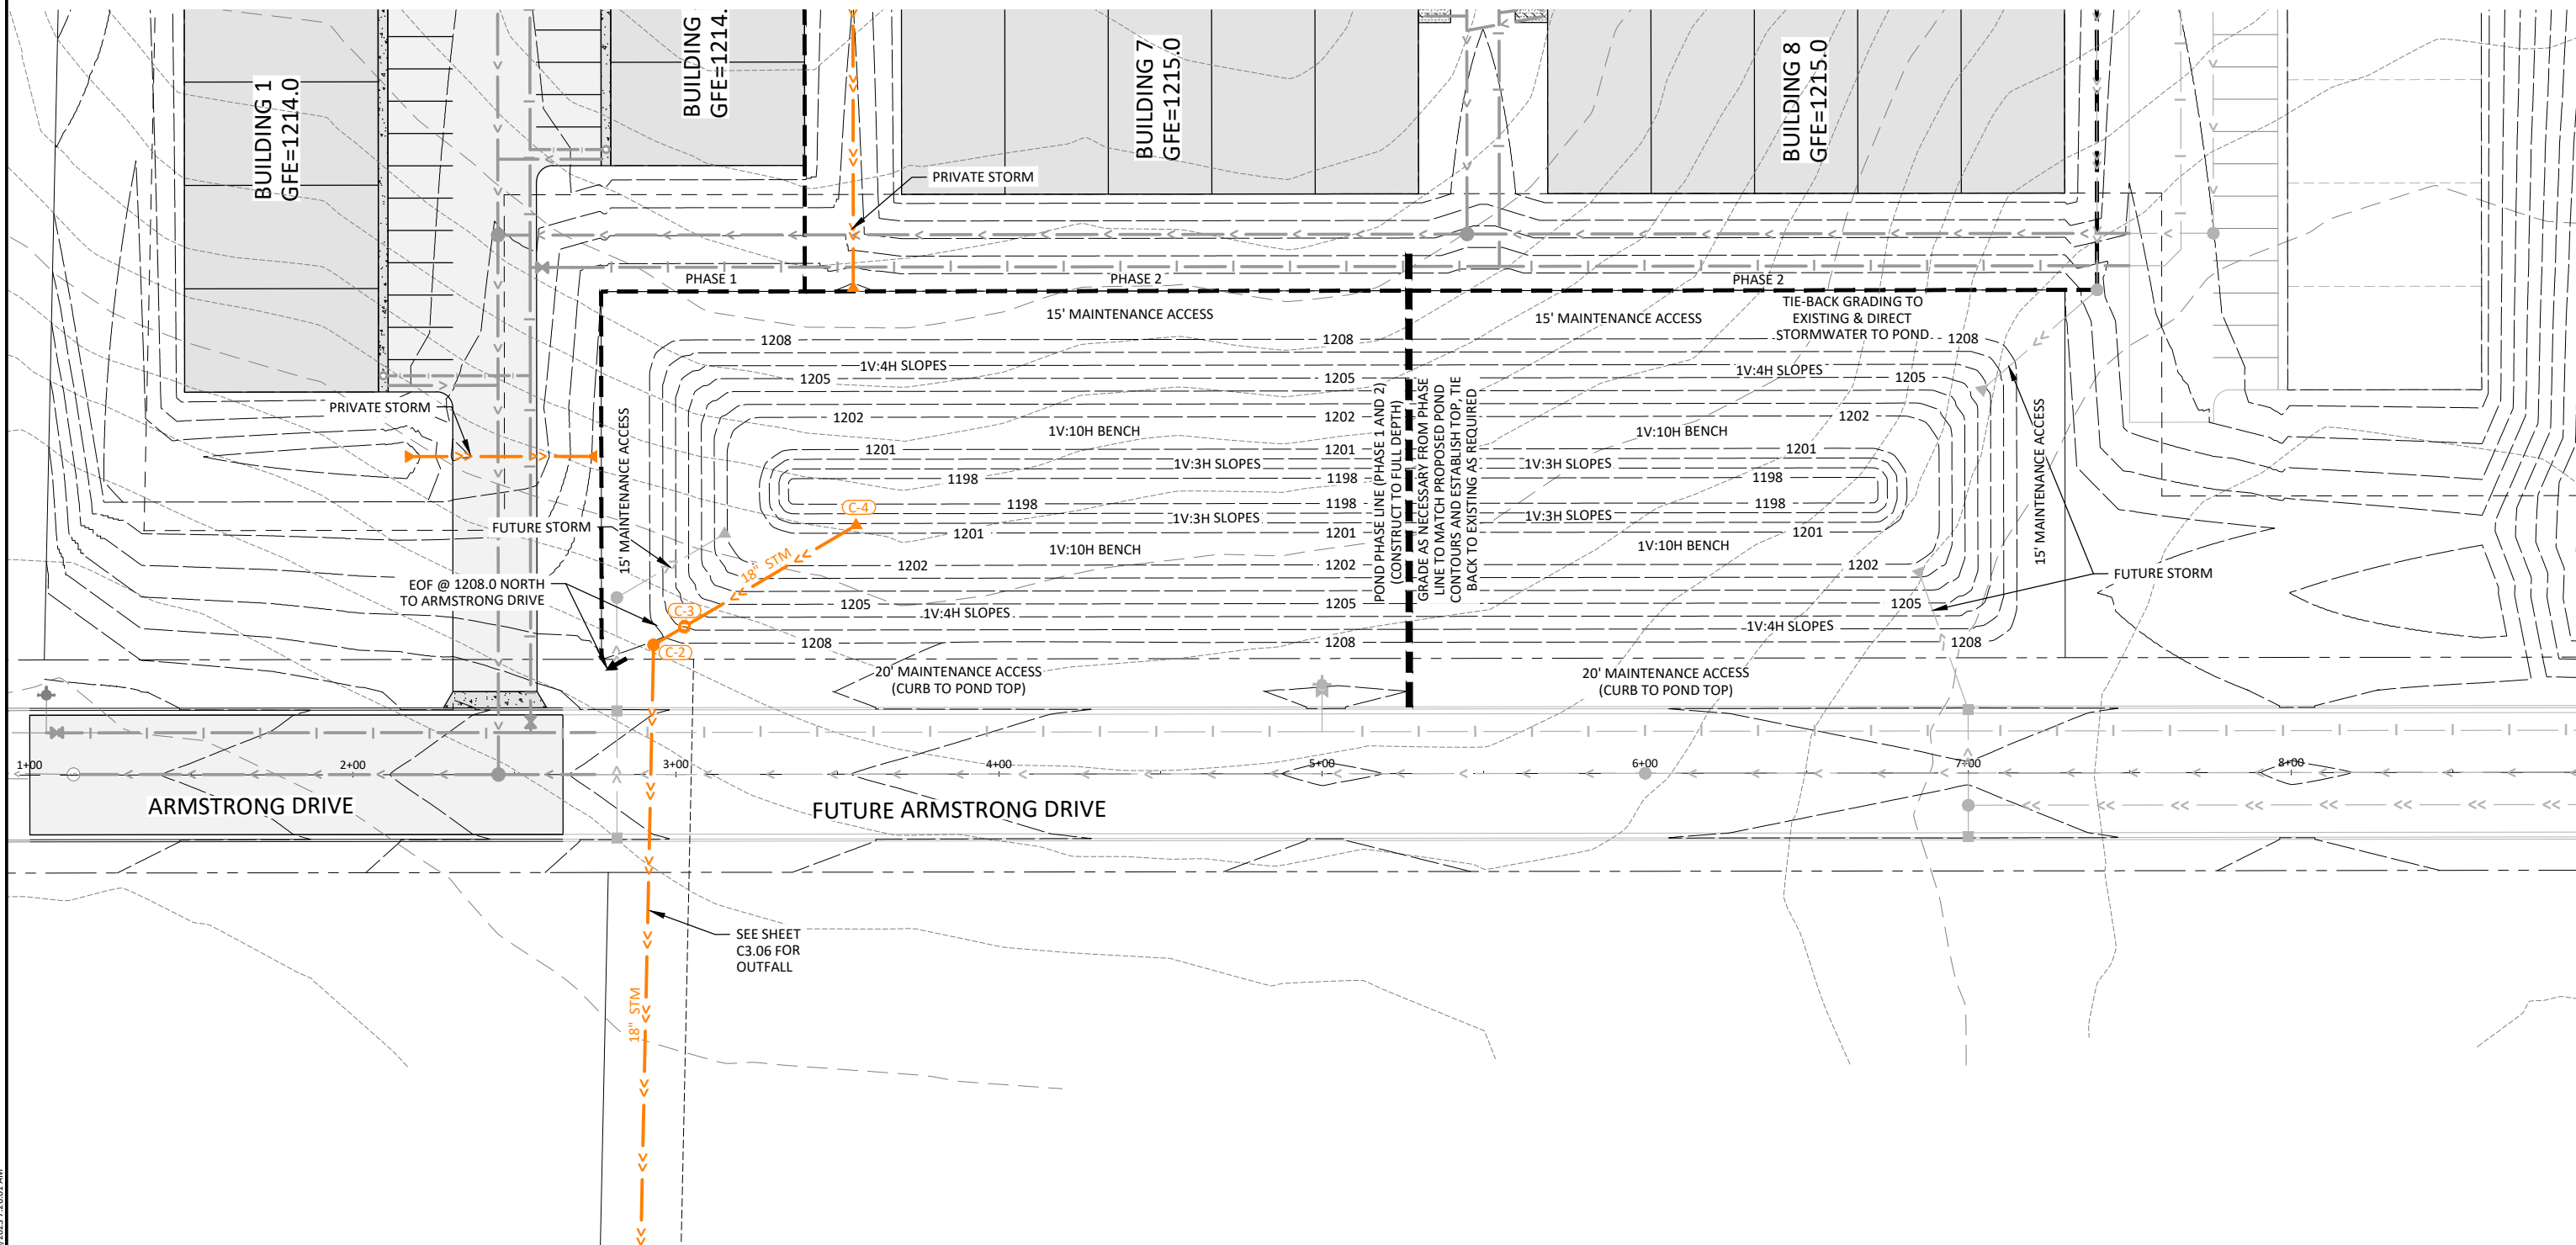 BUILDING 1
GFE=1214.0
BUILDING
GFE=1214.
BUILDING 7
GFE=1215.0
BUILDING 8
GFE=1215.0
PRIVATE STORM
PHASE 1
PHASE 2
PHASE 2
15' MAINTENANCE ACCESS
15' MAINTENANCE ACCESS
TIE-BACK GRADING TO
EXISTING & DIRECT
STORMWATER TO POND
1208
1208
1208
1V:4H SLOPES
1V:4H SLOPES
1205
1205
1205
1202
1202
1202
1V:10H BENCH
1V:10H BENCH
1201
1201
1201
1V:3H SLOPES
1V:3H SLOPES
1198
1198
1198
1198
1198
1198
C-4
1V:3H SLOPES
1V:3H SLOPES
1201
1201
1201
1V:10H BENCH
1V:10H BENCH
1202
1202
1202
1205
1205
1205
1V:4H SLOPES
1V:4H SLOPES
1208
1208
1208
PRIVATE STORM
15' MAINTENANCE ACCESS
FUTURE STORM
EOF @ 1208.0 NORTH
TO ARMSTRONG DRIVE
18" STM
C-3
C-2
POND PHASE LINE (PHASE 1 AND 2)
(CONSTRUCT TO FULL DEPTH)
GRADE AS NECESSARY FROM PHASE
LINE TO MATCH PROPOSED POND
CONTOURS AND ESTABLISH TOP, TIE
BACK TO EXISTING AS REQUIRED
15' MAINTENANCE ACCESS
FUTURE STORM
20' MAINTENANCE ACCESS
(CURB TO POND TOP)
20' MAINTENANCE ACCESS
(CURB TO POND TOP)
1+00
2+00
3+00
4+00
5+00
6+00
7+00
8+00
ARMSTRONG DRIVE
FUTURE ARMSTRONG DRIVE
SEE SHEET
C3.06 FOR
OUTFALL
18" STM